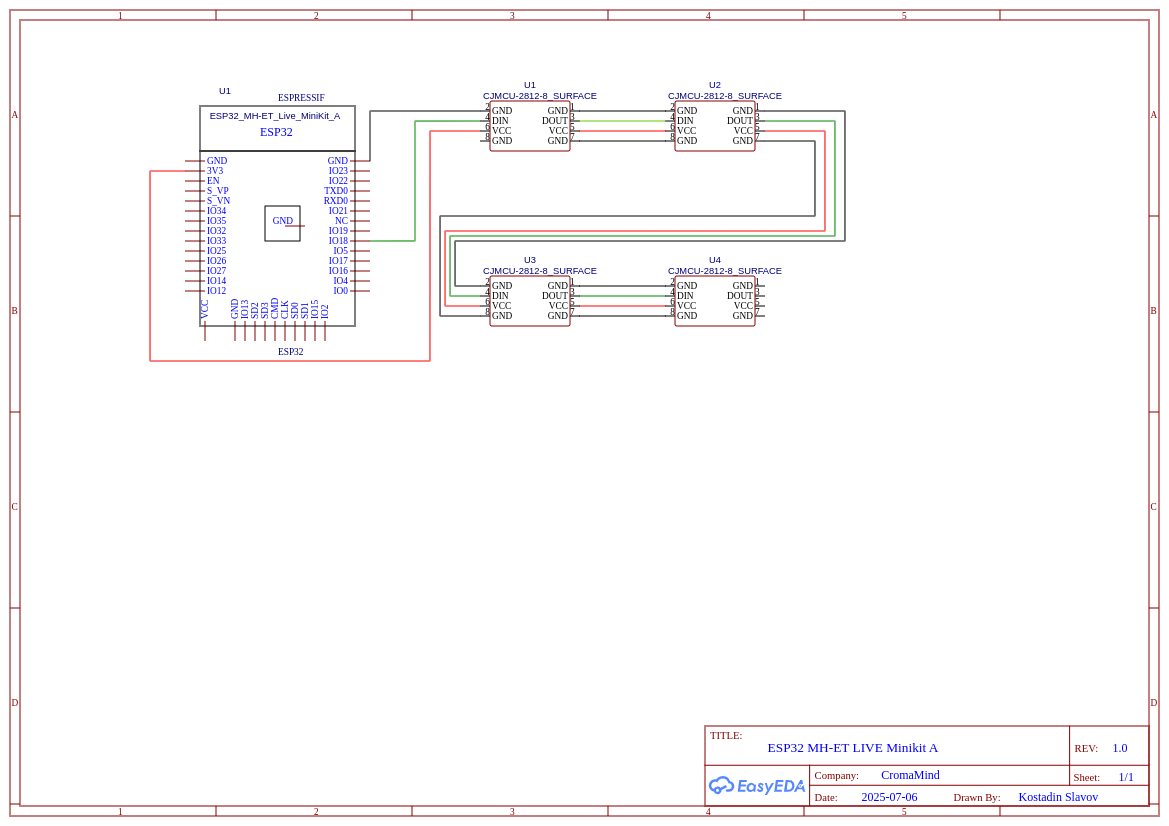 1 2 3 4 5
A A
B B
C C
D D
1 2 3 4 5
U1
ESPRESSIF
ESP32_MH-ET_Live_MiniKit_A
ESP32
GND GND
3V3 IO23
EN IO22
S_VP TXD0
S_VN RXD0
IO34 IO21
IO35 NC
IO32 IO19
IO33 IO18
IO25 IO5
IO26 IO17
IO27 IO16
IO14 IO4
IO12 IO0
GND
VCC GND IO13 SD2 SD3 CMD CLK SD0 SD1 IO15 IO2
ESP32
U1
CJMCU-2812-8_SURFACE
2 GND GND 1
4 DIN DOUT 3
6 VCC VCC 5
8 GND GND 7
U2
CJMCU-2812-8_SURFACE
2 GND GND 1
4 DIN DOUT 3
6 VCC VCC 5
8 GND GND 7
U3
CJMCU-2812-8_SURFACE
2 GND GND 1
4 DIN DOUT 3
6 VCC VCC 5
8 GND GND 7
U4
CJMCU-2812-8_SURFACE
2 GND GND 1
4 DIN DOUT 3
6 VCC VCC 5
8 GND GND 7
TITLE:
ESP32 MH-ET LIVE Minikit A
REV: 1.0
EasyEDA
Company: CromaMind
Sheet: 1/1
Date: 2025-07-06 Drawn By: Kostadin Slavov